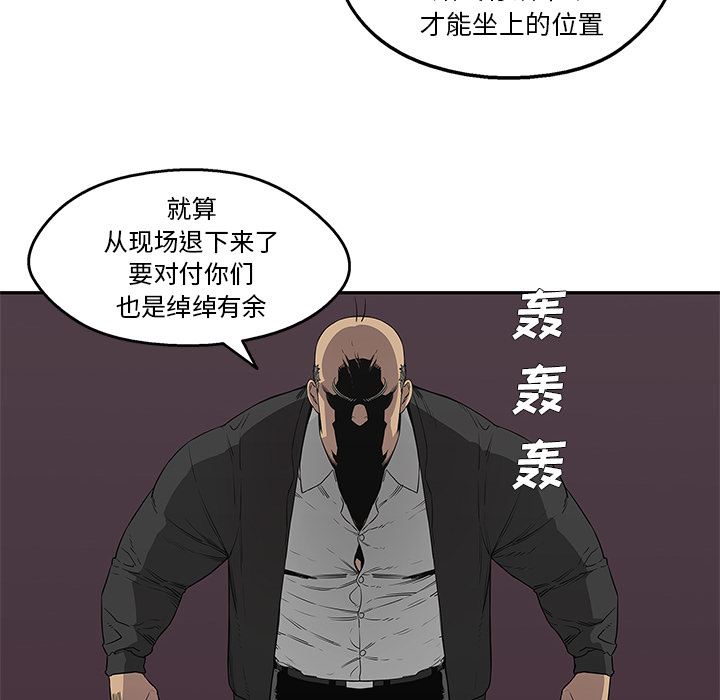 才能坐上的位置
就算
从现场退下来了
要对付你们
也是绰绰有余
轰
轰
轰